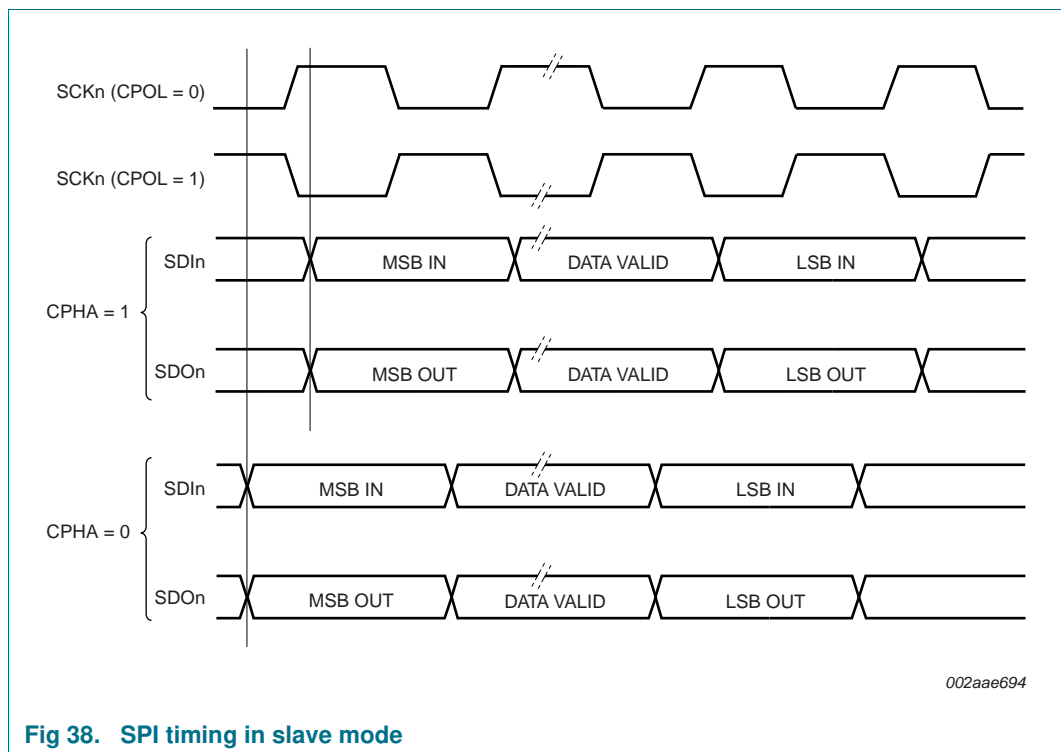 SCKn (CPOL = 0)
SCKn (CPOL = 1)
CPHA = 1
SDIn
MSB IN
DATA VALID
LSB IN
SDOn
MSB OUT
DATA VALID
LSB OUT
CPHA = 0
SDIn
MSB IN
DATA VALID
LSB IN
SDOn
MSB OUT
DATA VALID
LSB OUT
002aae694
Fig 38. SPI timing in slave mode